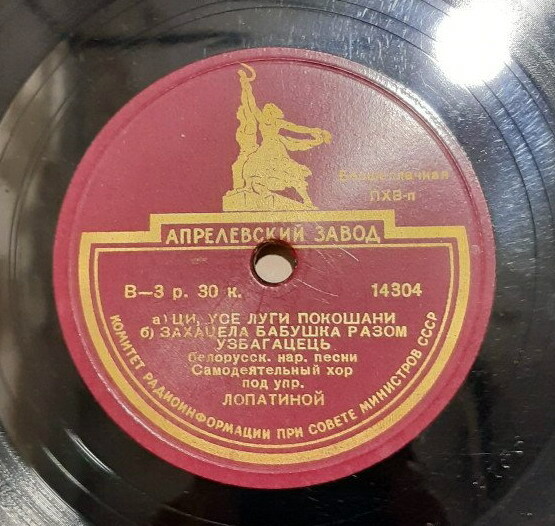 Бесшеллачная
ПХВ-п
АПРЕЛЕВСКИЙ ЗАВОД
В—3 р. 30 к. 14304
а) ЦИ, УСЕ ЛУГИ ПОКОШАНИ
б) ЗАХАЦЕЛА БАБУШКА РАЗОМ
УЗБАГАЦЕЦЬ
белорусск. нар. песни
Самодеятельный хор
под упр.
ЛОПАТИНОЙ
КОМИТЕТ РАДИОИНФОРМАЦИИ ПРИ СОВЕТЕ МИНИСТРОВ СССР